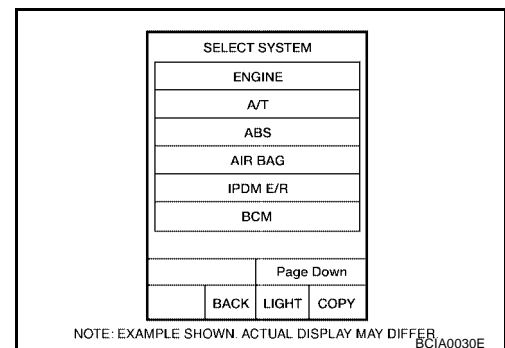 SELECT SYSTEM
ENGINE
A/T
ABS
AIR BAG
IPDM E/R
BCM
Page Down
BACK LIGHT COPY
NOTE: EXAMPLE SHOWN. ACTUAL DISPLAY MAY DIFFER.
BCIA0030E